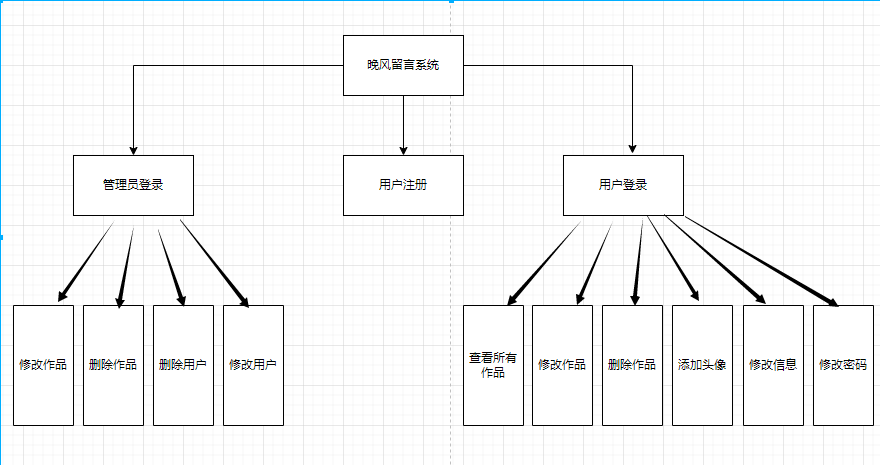 晚风留言系统
管理员登录
用户注册
用户登录
修改作品
删除作品
删除用户
修改用户
查看所有
作品
修改作品
删除作品
添加头像
修改信息
修改密码